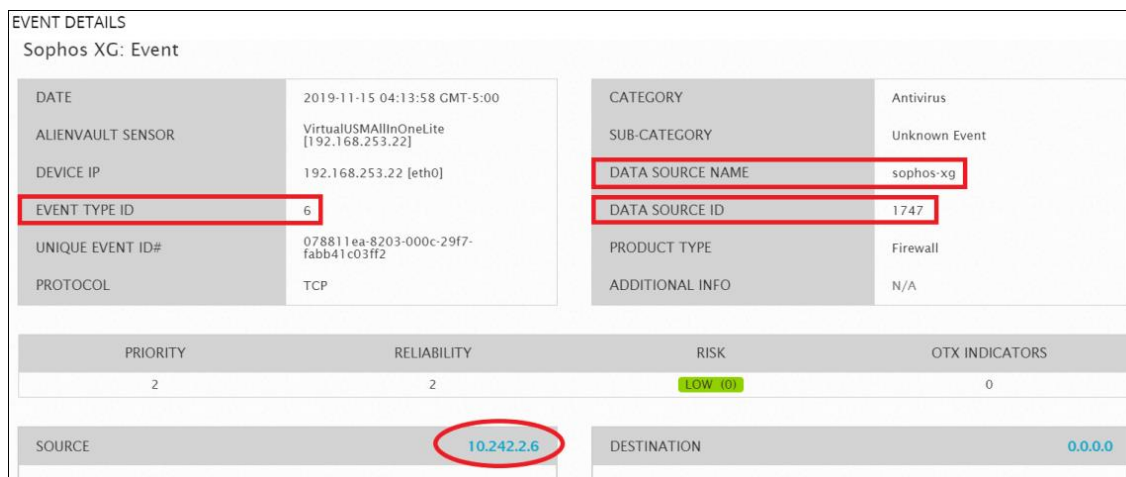 EVENT DETAILS
Sophos XG: Event
DATE 2019-11-15 04:13:58 GMT-5:00
ALIENVAULT SENSOR VirtualUSMAllInOneLite
[192.168.253.22]
DEVICE IP 192.168.253.22 [eth0]
EVENT TYPE ID 6
UNIQUE EVENT ID# 078811ea-8203-000c-29f7-
fabb41c03ff2
PROTOCOL TCP
CATEGORY Antivirus
SUB-CATEGORY Unknown Event
DATA SOURCE NAME sophos-xg
DATA SOURCE ID 1747
PRODUCT TYPE Firewall
ADDITIONAL INFO N/A
PRIORITY RELIABILITY RISK OTX INDICATORS
2 2 LOW (0) 0
SOURCE 10.242.2.6
DESTINATION 0.0.0.0